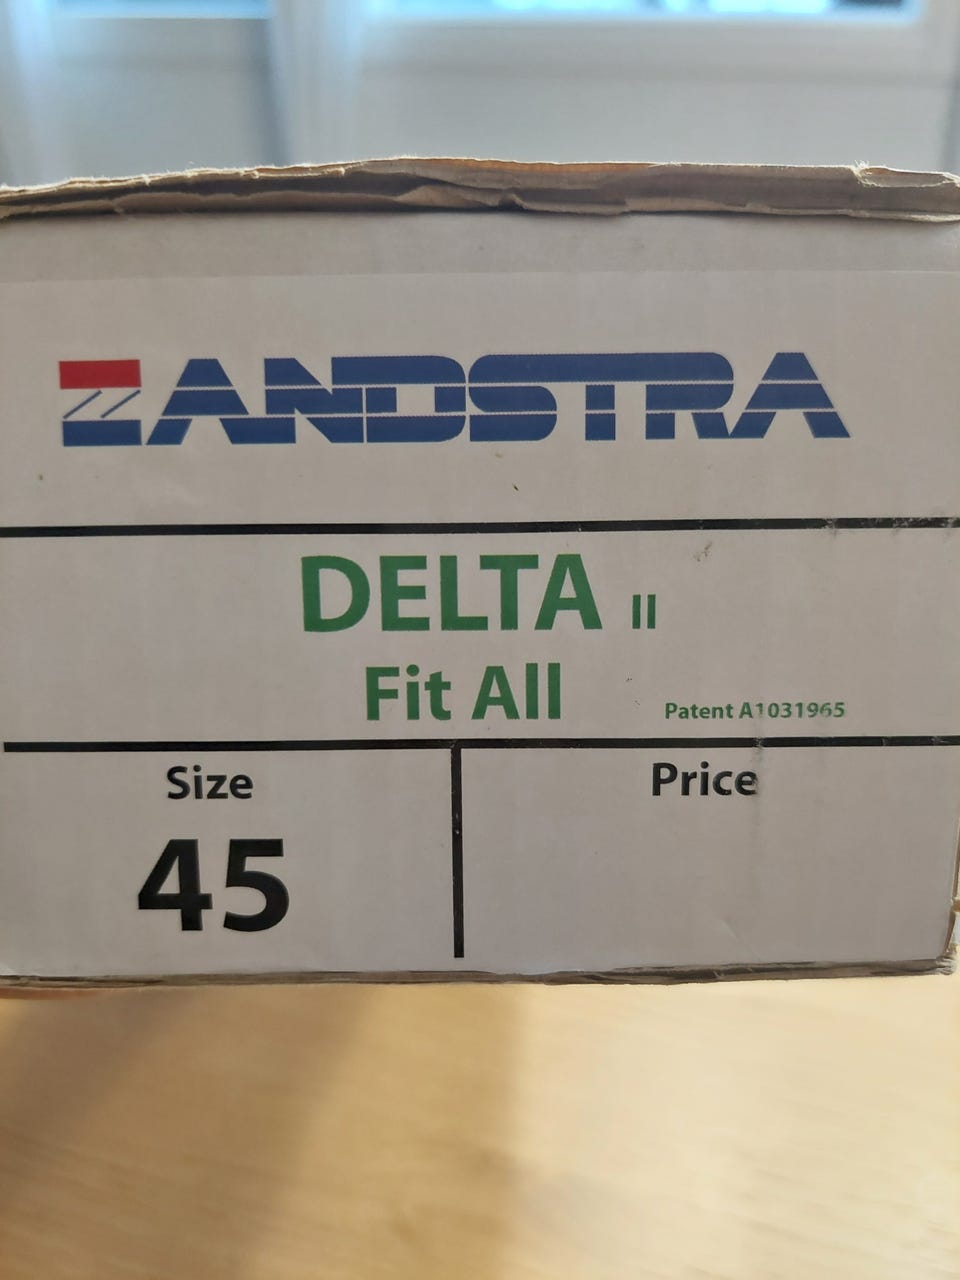 ZANDSTRA
DELTA II
Fit All
Patent A1031965
Size
Price
45